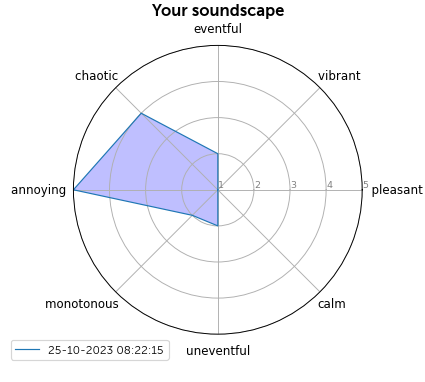 Your soundscape
eventful
chaotic
vibrant
annoying
1
2
3
4
5
pleasant
monotonous
calm
25-10-2023 08:22:15
uneventful